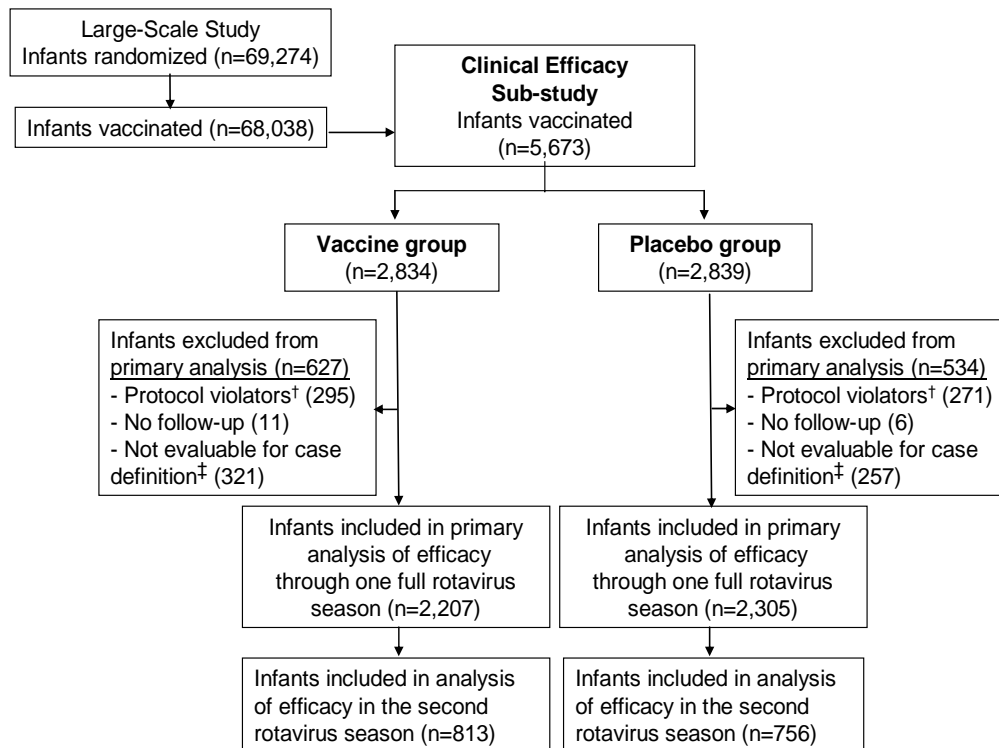 Large-Scale Study
Infants randomized (n=69,274)
Infants vaccinated (n=68,038)
Clinical Efficacy
Sub-study
Infants vaccinated
(n=5,673)
Vaccine group
(n=2,834)
Placebo group
(n=2,839)
Infants excluded from
primary analysis (n=627)
- Protocol violators† (295)
- No follow-up (11)
- Not evaluable for case
definition‡ (321)
Infants excluded from
primary analysis (n=534)
- Protocol violators† (271)
- No follow-up (6)
- Not evaluable for case
definition‡ (257)
Infants included in primary
analysis of efficacy
through one full rotavirus
season (n=2,207)
Infants included in primary
analysis of efficacy
through one full rotavirus
season (n=2,305)
Infants included in analysis
of efficacy in the second
rotavirus season (n=813)
Infants included in analysis
of efficacy in the second
rotavirus season (n=756)